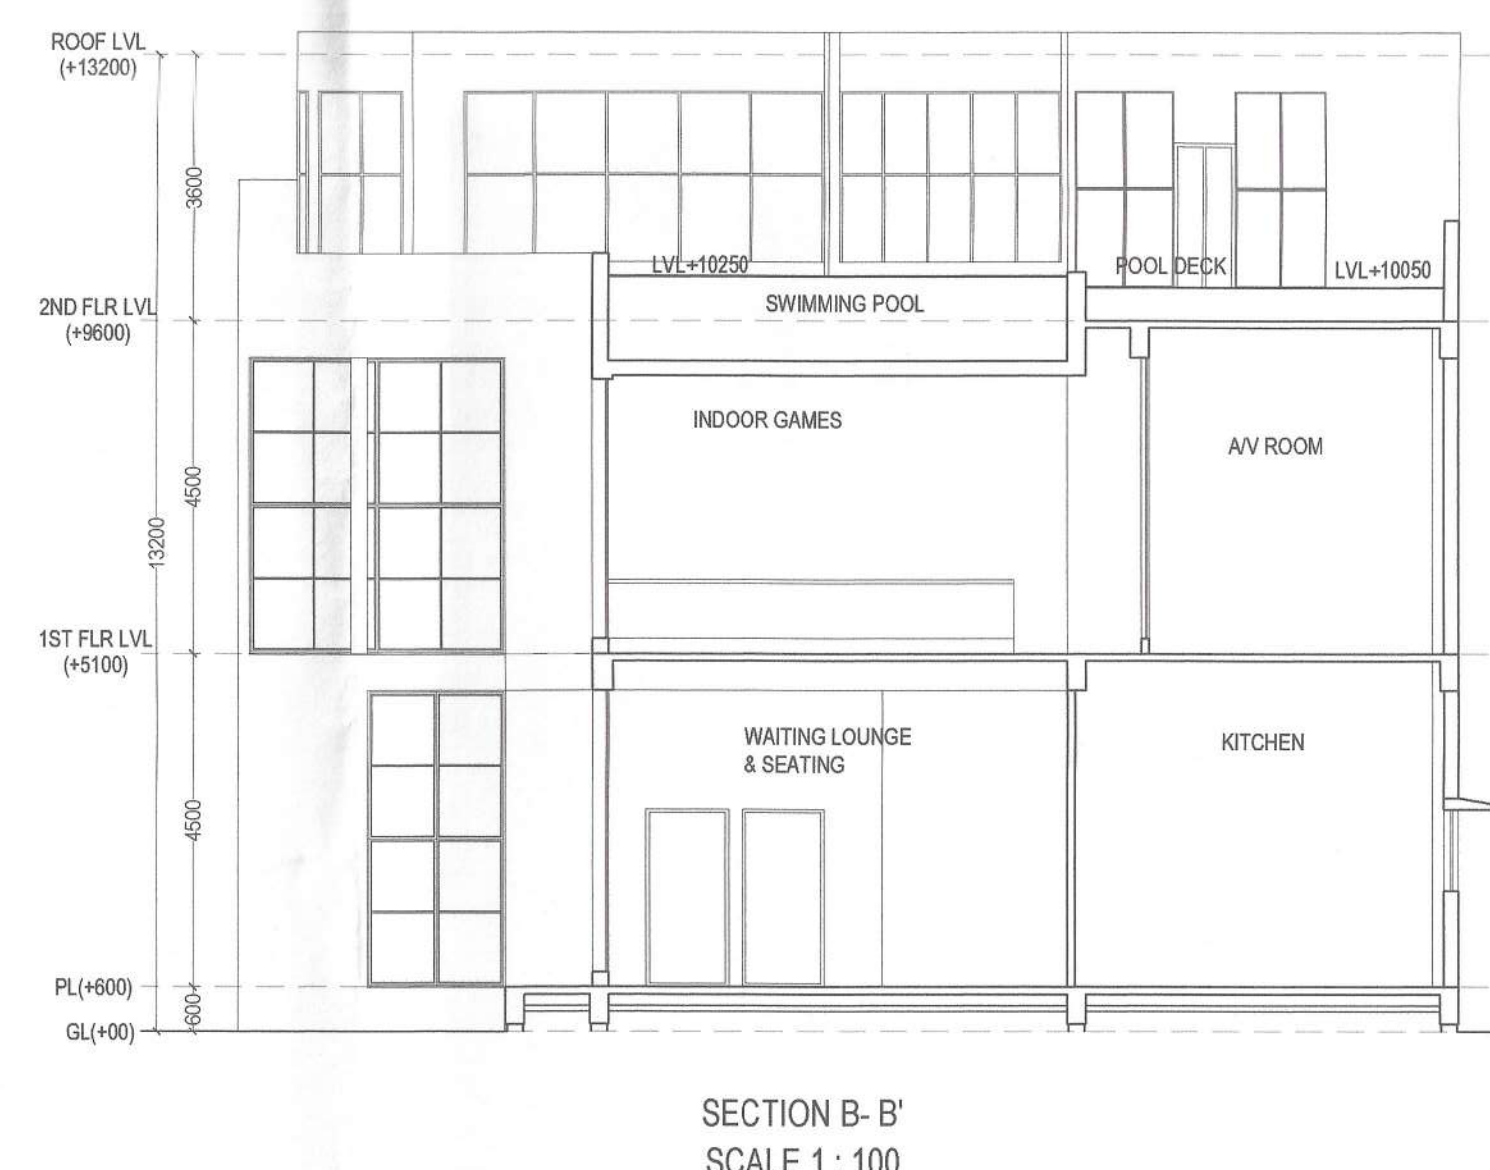 ROOF LVL
(+13200)
3600
LVL+10250
POOL DECK
LVL+10050
2ND FLR LVL
(+9600)
SWIMMING POOL
INDOOR GAMES
A/V ROOM
4500
13200
1ST FLR LVL
(+5100)
WAITING LOUNGE
& SEATING
KITCHEN
4500
PL(+600)
600
GL(+00)
SECTION B- B'
SCALE 1 : 100